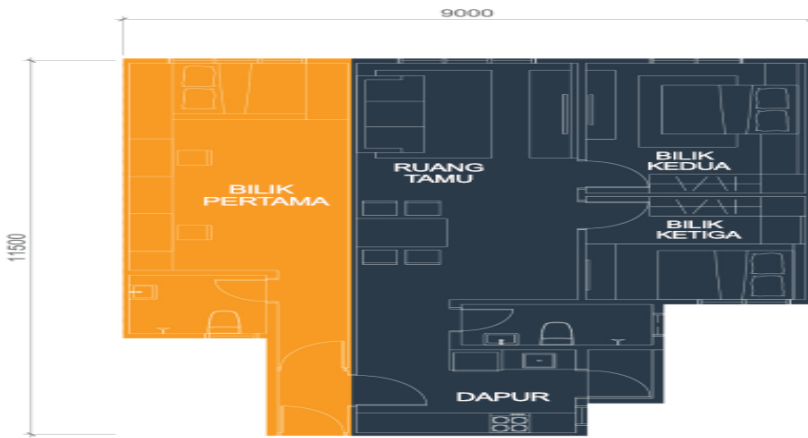 9000
11500
BILIK
PERTAMA
RUANG
TAMU
BILIK
KEDUA
BILIK
KETIGA
DAPUR